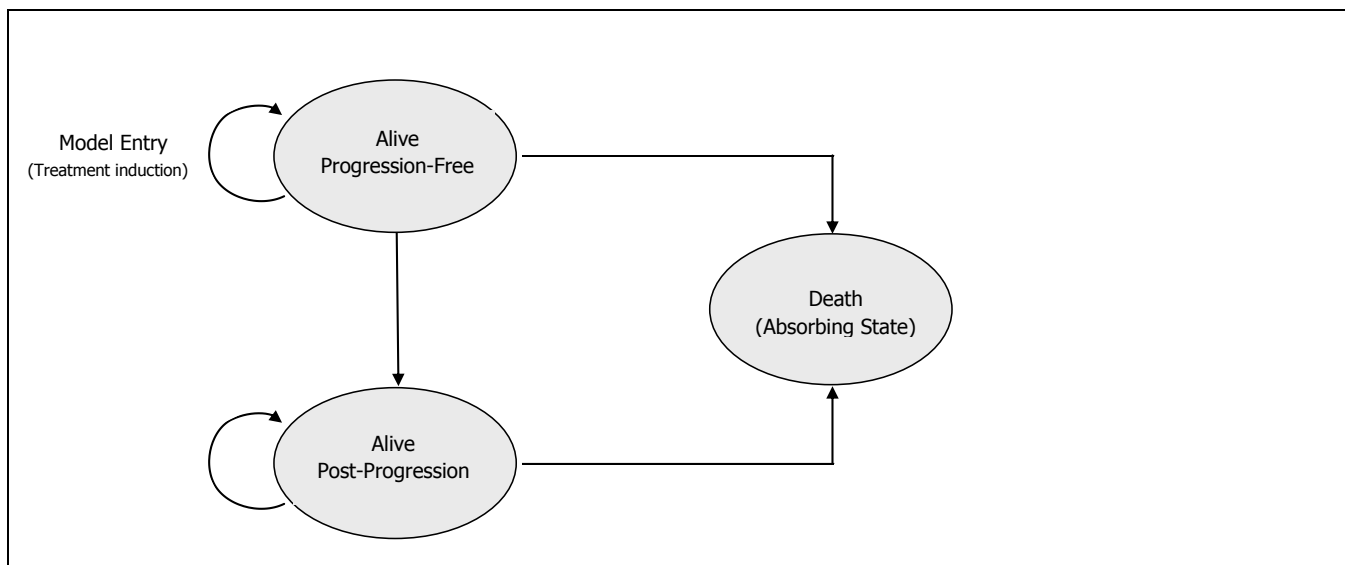 Model Entry
(Treatment induction)
Alive
Progression-Free
Death
(Absorbing State)
Alive
Post-Progression